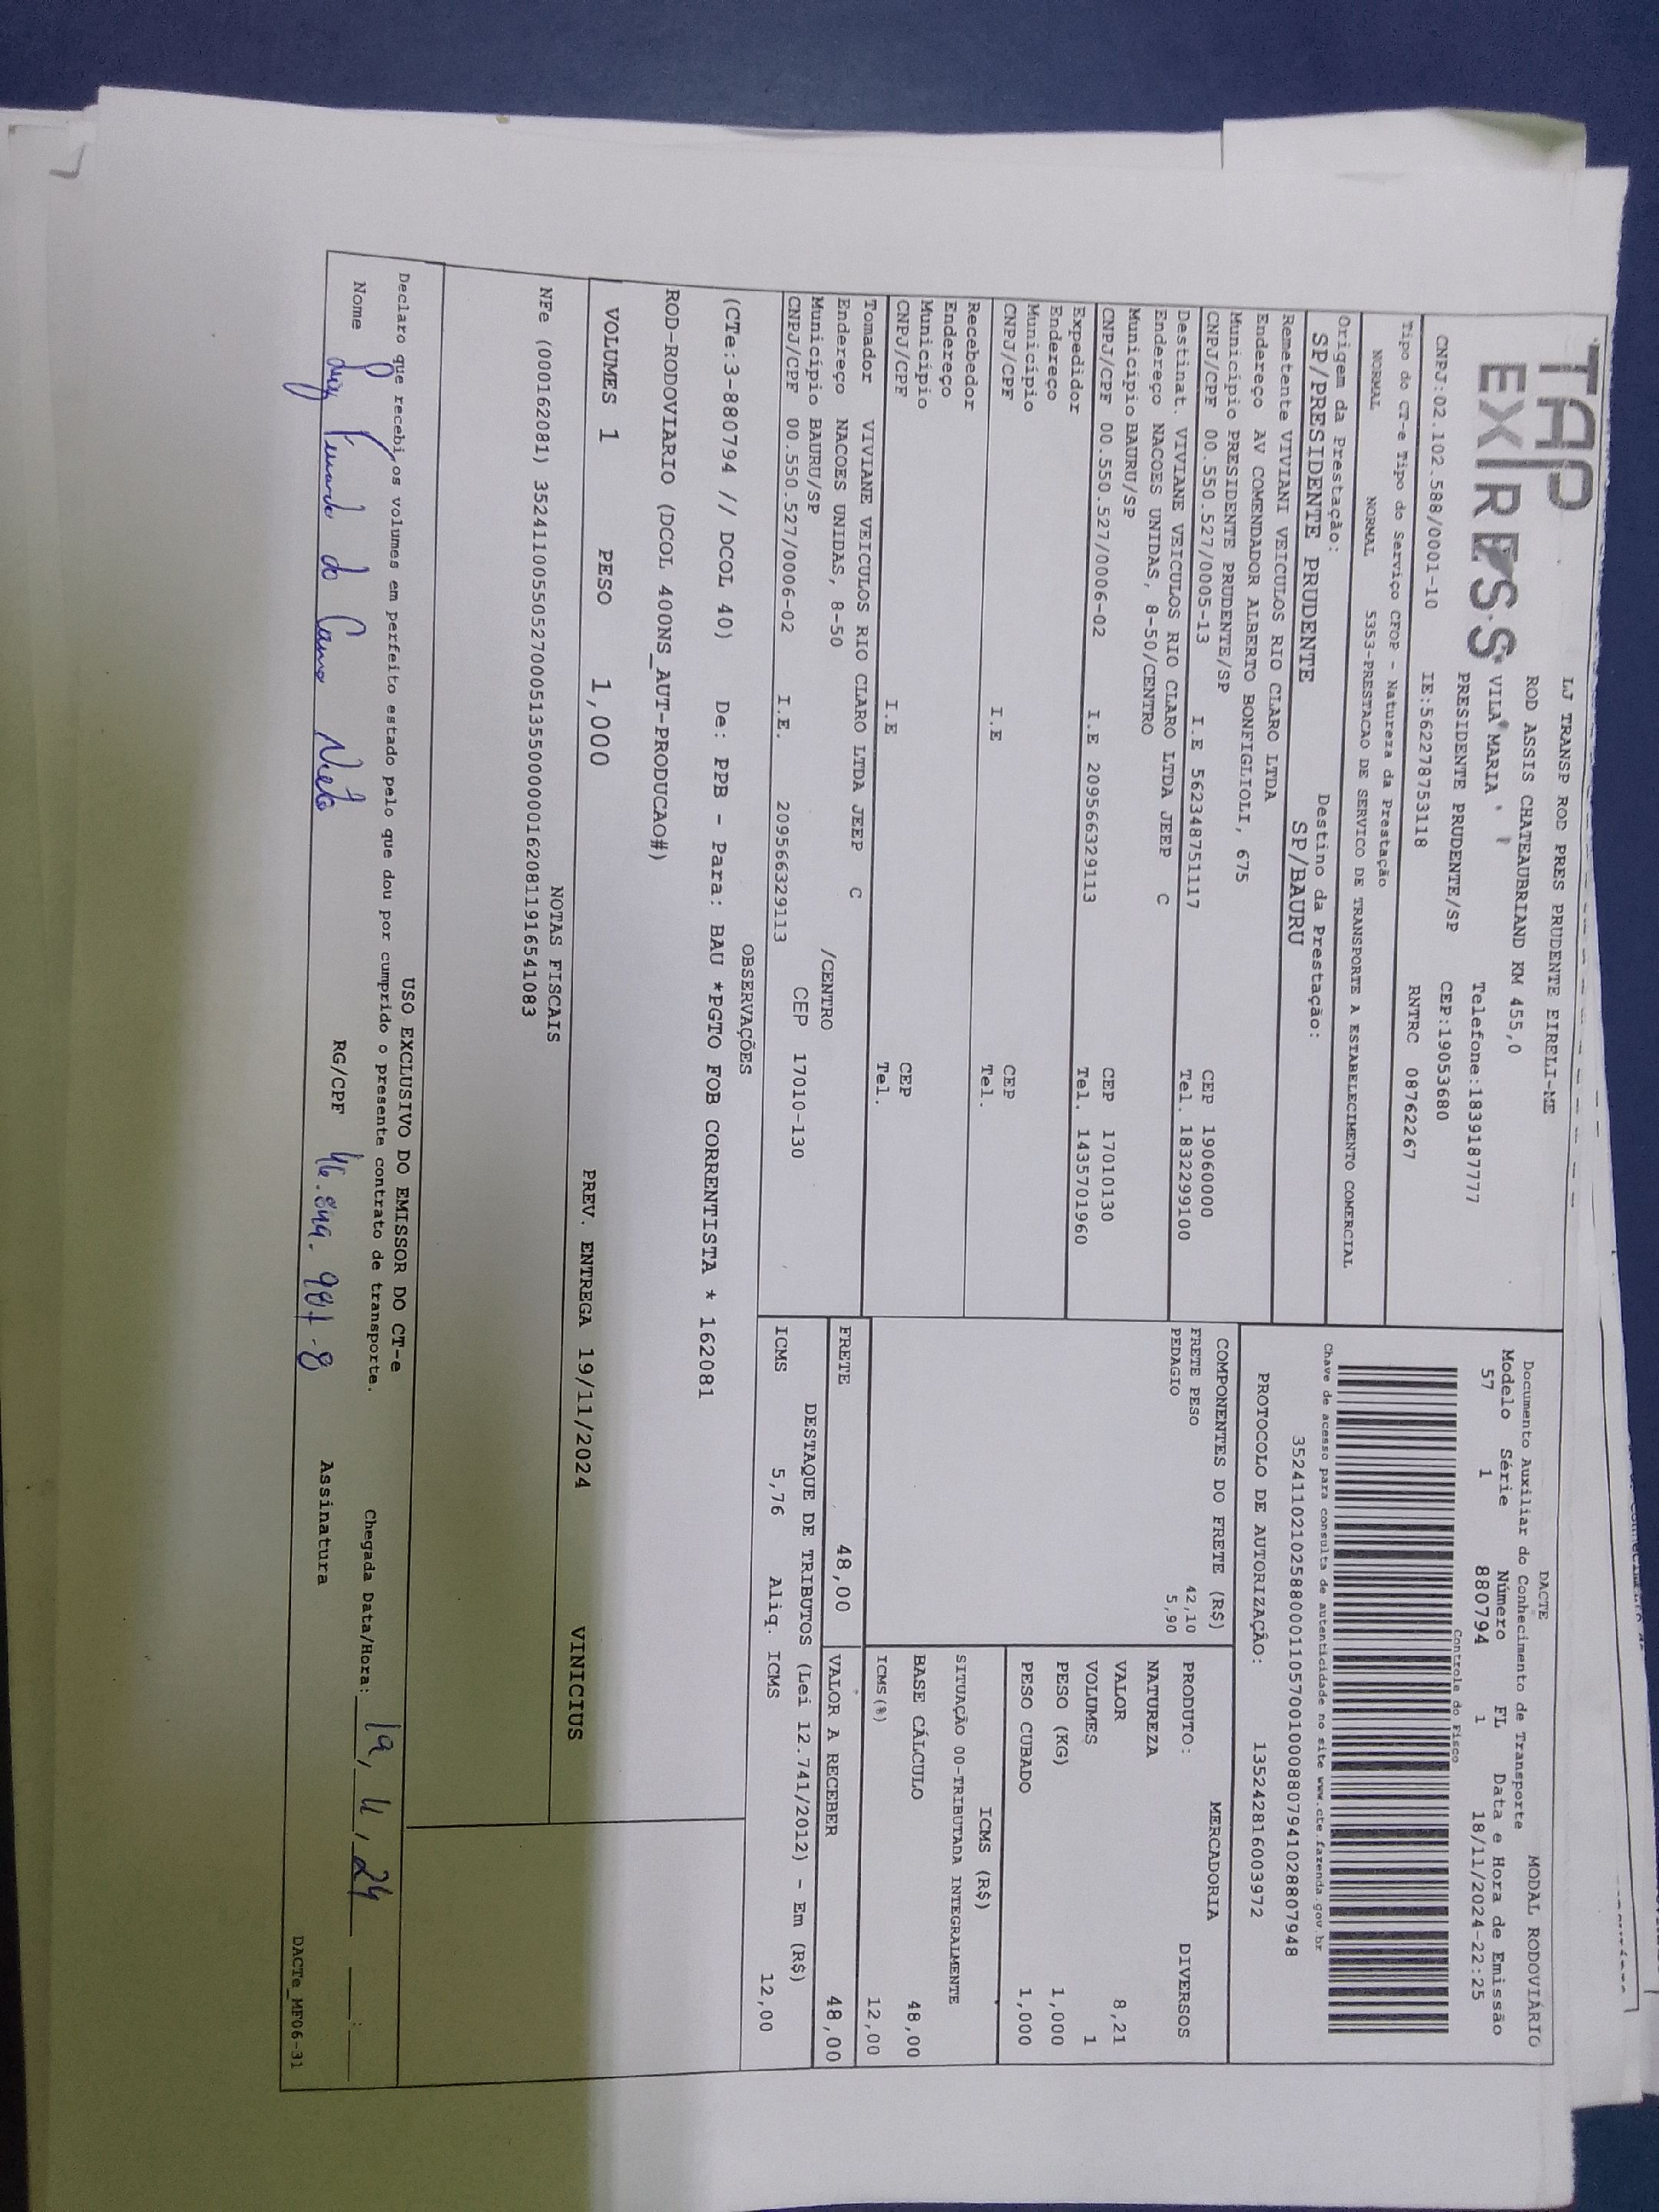 TAP
EXPRESS
LJ TRANSP ROD PRES PRUDENTE EIRELI-ME
ROD ASSIS CHATEAUBRIAND KM 455,0
VILA MARIA Telefone:1839187777
PRESIDENTE PRUDENTE/SP CEP:19053680
CNPJ:02.102.588/0001-10 IE:562278753118 RNTRC 08762267
Tipo do CT-e Tipo do Serviço CFOP - Natureza da Prestação
NORMAL NORMAL 5353-PRESTACAO DE SERVICO DE TRANSPORTE A ESTABELECIMENTO COMERCIAL
Origem da Prestação: Destino da Prestação:
SP/PRESIDENTE PRUDENTE SP/BAURU
DACTE MODAL RODOVIÁRIO
Documento Auxiliar do Conhecimento de Transporte
Modelo Série Número FL Data e Hora de Emissão
57 1 880794 1 18/11/2024-22:25
Controle do Fisco
Chave de acesso para consulta de autenticidade no site www.cte.fazenda.gov.br
35241102102588000110570010008807941028807948
PROTOCOLO DE AUTORIZAÇÃO: 135242816003972
Remetente VIVIANI VEICULOS RIO CLARO LTDA
Endereço AV COMENDADOR ALBERTO BONFIGLIOLI, 675
Municipio PRESIDENTE PRUDENTE/SP CEP 19060000
CNPJ/CPF 00.550.527/0005-13 I.E 562348751117 Tel. 1832299100
Destinat. VIVIANE VEICULOS RIO CLARO LTDA JEEP C
Endereço NACOES UNIDAS, 8-50/CENTRO
Municipio BAURU/SP CEP 17010130
CNPJ/CPF 00.550.527/0006-02 I.E 209566329113 Tel. 1435701960
Expedidor
Endereço
Município CEP
CNPJ/CPF I.E Tel.
Recebedor
Endereço
Município CEP
CNPJ/CPF I.E Tel.
Tomador VIVIANE VEICULOS RIO CLARO LTDA JEEP C
Endereço NACOES UNIDAS, 8-50 /CENTRO
Município BAURU/SP CEP 17010-130
CNPJ/CPF 00.550.527/0006-02 I.E. 209566329113
COMPONENTES DO FRETE (R$)
FRETE PESO 42,10
PEDAGIO 5,90
MERCADORIA
PRODUTO: DIVERSOS
NATUREZA
VALOR 8,21
VOLUMES 1
PESO (KG) 1,000
PESO CUBADO 1,000
ICMS (R$)
SITUAÇÃO 00-TRIBUTADA INTEGRALMENTE
BASE CÁLCULO 48,00
ICMS(%) 12,00
FRETE 48,00 VALOR A RECEBER 48,00
DESTAQUE DE TRIBUTOS (Lei 12.741/2012) - Em (R$)
ICMS 5,76 Aliq. ICMS 12,00
OBSERVAÇÕES
(CTe:3-880794 // DCOL 40) De: PPB - Para: BAU *PGTO FOB CORRENTISTA * 162081
ROD-RODOVIARIO (DCOL 400NS_AUT-PRODUCAO#)
VOLUMES 1 PESO 1,000 PREV. ENTREGA 19/11/2024 VINICIUS
NOTAS FISCAIS
NFe (000162081) 35241100550527000513550000001620811916541083
USO EXCLUSIVO DO EMISSOR DO CT-e
Declaro que recebi os volumes em perfeito estado pelo que dou por cumprido o presente contrato de transporte. Chegada Data/Hora: 19, 11, 24 __:__
Nome Luiz Fernando do Carmo Neto RG/CPF Assinatura
DACTe_MF06-31